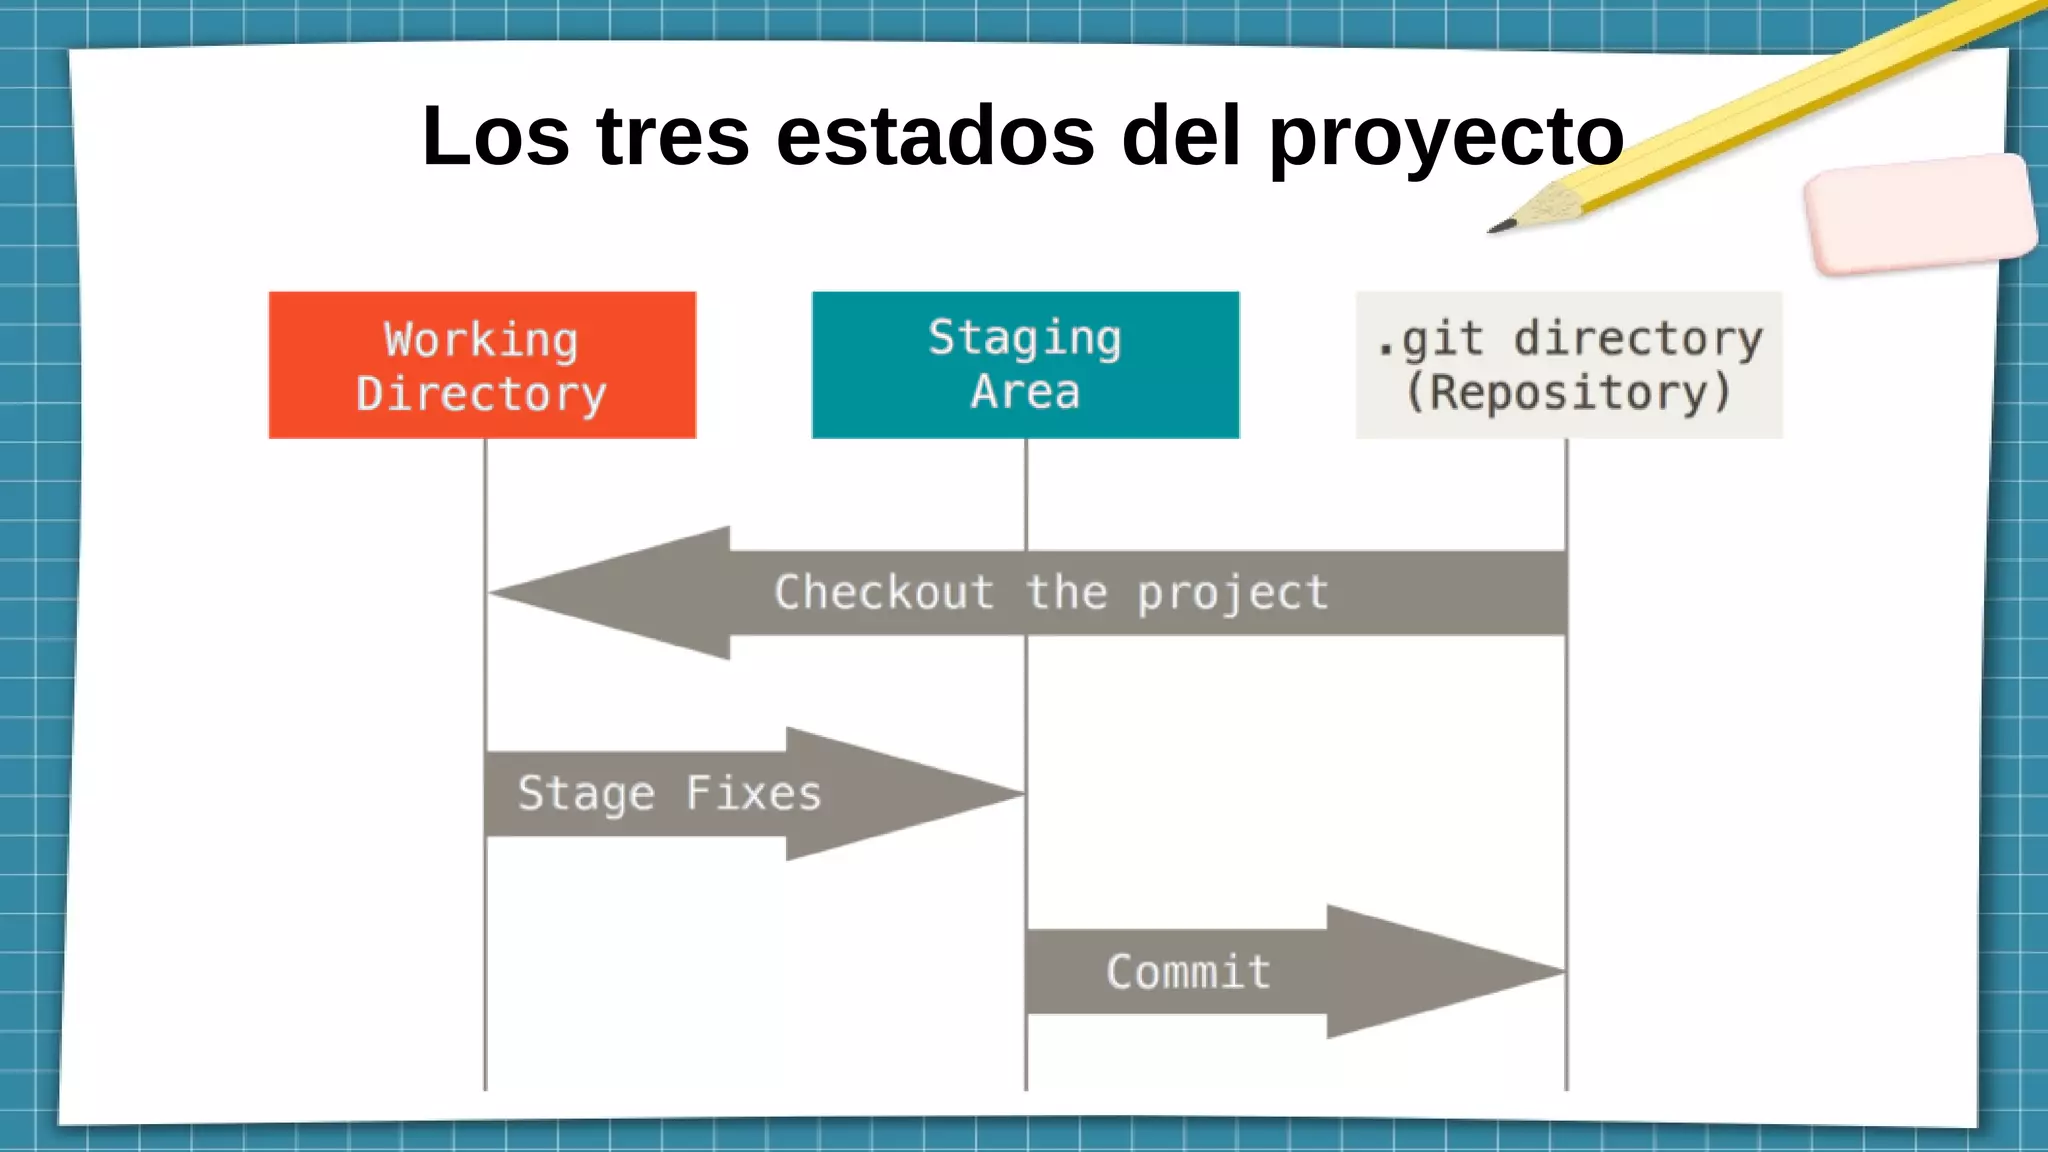 Los tres estados del proyecto
Working
Directory
Staging
Area
.git directory
(Repository)
Checkout the project
Stage Fixes
Commit